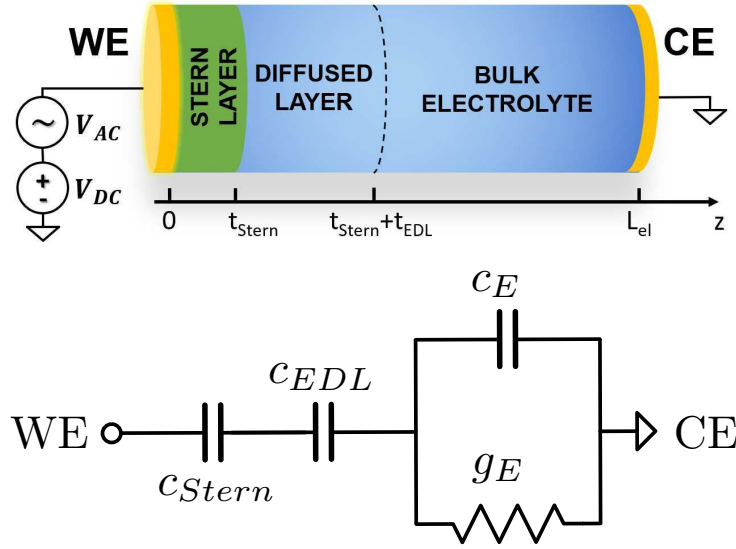 WE
CE
STERN
LAYER
DIFFUSED
LAYER
BULK
ELECTROLYTE
~
V_AC
+
-
V_DC
0
t_Stern
t_Stern+t_EDL
L_el
z
c_E
c_EDL
WE
CE
c_Stern
g_E